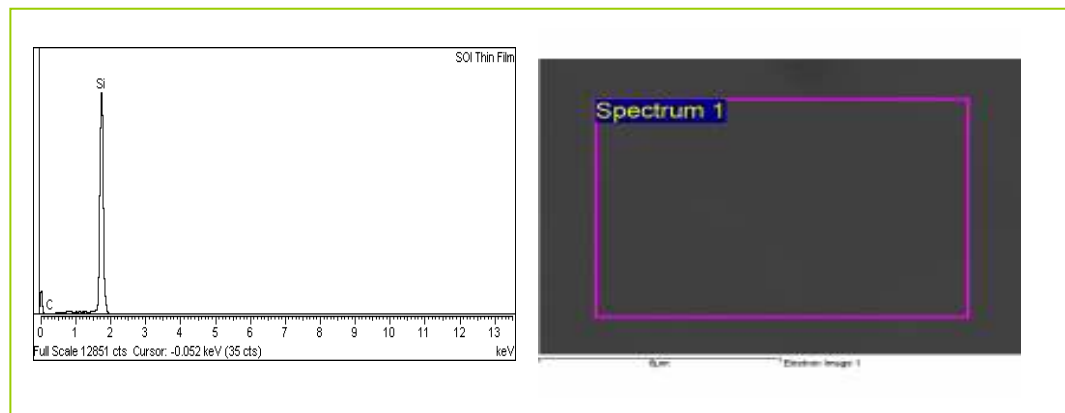 SOI Thin Film
Si
C
0 1 2 3 4 5 6 7 8 9 10 11 12 13
Full Scale 12851 cts Cursor: -0.052 keV (35 cts)
keV
Spectrum 1
Electron Image 1